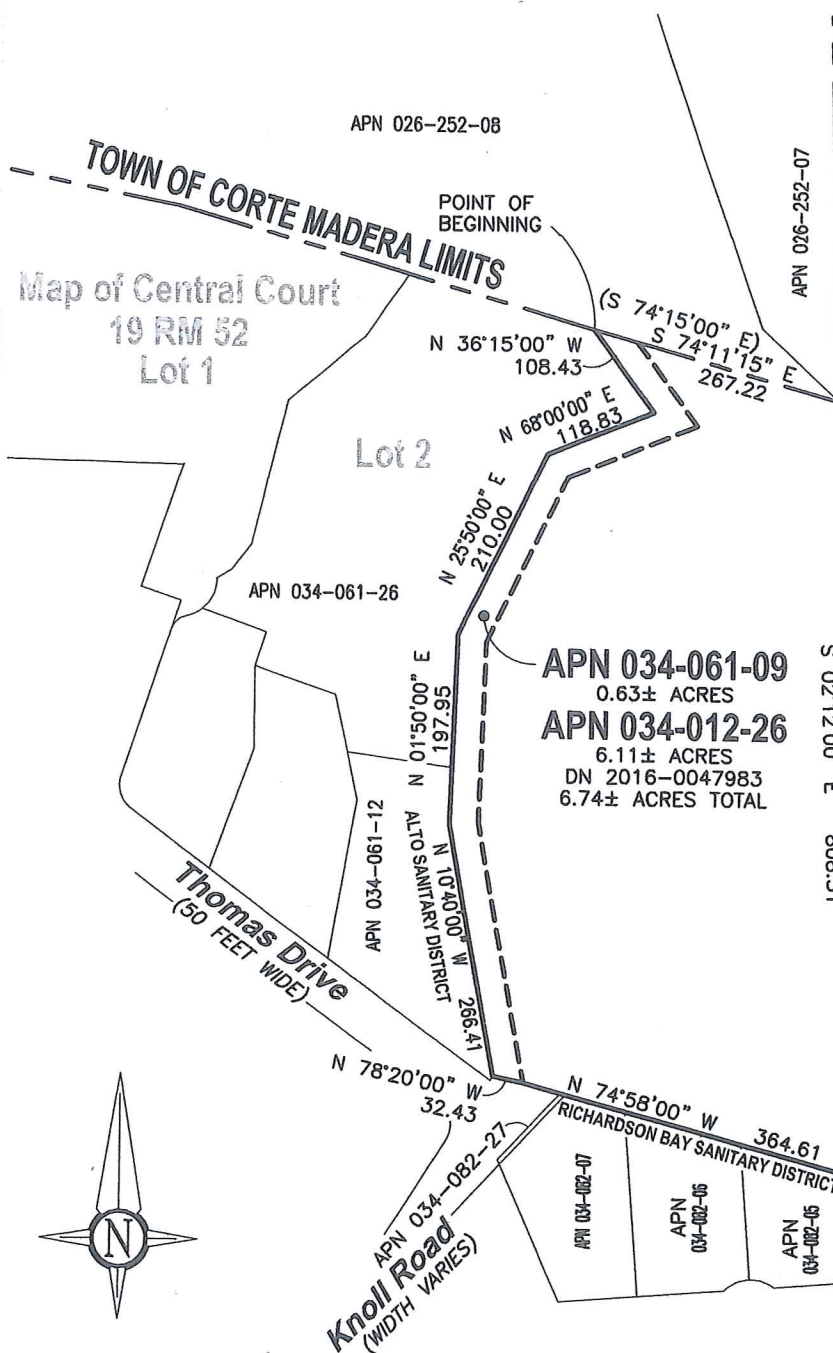 APN 026-252-08
APN 026-252-07
TOWN OF CORTE MADERA LIMITS
POINT OF
BEGINNING
Map of Central Court
19 RM 52
Lot 1
(S 74°15'00" E)
S 74°11'15" E
267.22
N 36°15'00" W
108.43
N 68°00'00" E
118.83
Lot 2
N 25°50'00" E
210.00
APN 034-061-26
APN 034-061-09
0.63± ACRES
APN 034-012-26
6.11± ACRES
DN 2016-0047983
6.74± ACRES TOTAL
S 02°12'00" E
N 01°50'00" E
197.95
APN 034-061-12
ALTO SANITARY DISTRICT
N 10°40'00" W 266.41
Thomas Drive
(50 FEET WIDE)
N 78°20'00" W
32.43
N 74°58'00" W 364.61
RICHARDSON BAY SANITARY DISTRICT
APN 034-082-27
Knoll Road
(WIDTH VARIES)
APN 034-082-07
APN
034-082-06
APN
034-082-05
N